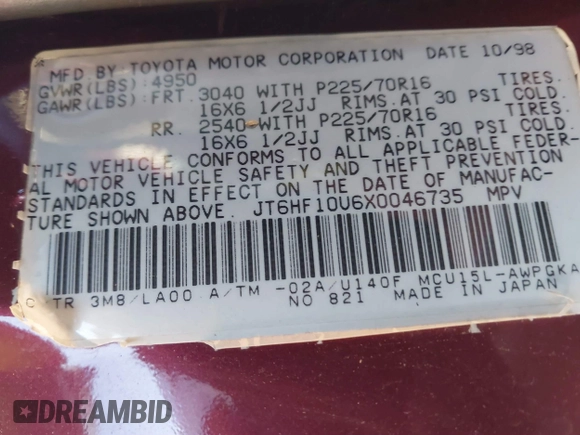 MFD. BY TOYOTA MOTOR CORPORATION DATE 10/98
GVWR(LBS):4950
GAWR(LBS):FRT. 3040 WITH P225/70R16 TIRES.
16X6 1/2JJ RIMS.AT 30 PSI COLD.
RR. 2540 WITH P225/70R16 TIRES.
16X6 1/2JJ RIMS.AT 30 PSI COLD.
THIS VEHICLE CONFORMS TO ALL APPLICABLE FEDER-
AL MOTOR VEHICLE SAFETY AND THEFT PREVENTION
STANDARDS IN EFFECT ON THE DATE OF MANUFAC-
TURE SHOWN ABOVE. JT6HF10U6X0046735 MPV
C/TR 3M8/LA00 A/TM -02A/U140F MCU15L-AWPGKA
NO 821 MADE IN JAPAN
DREAMBID